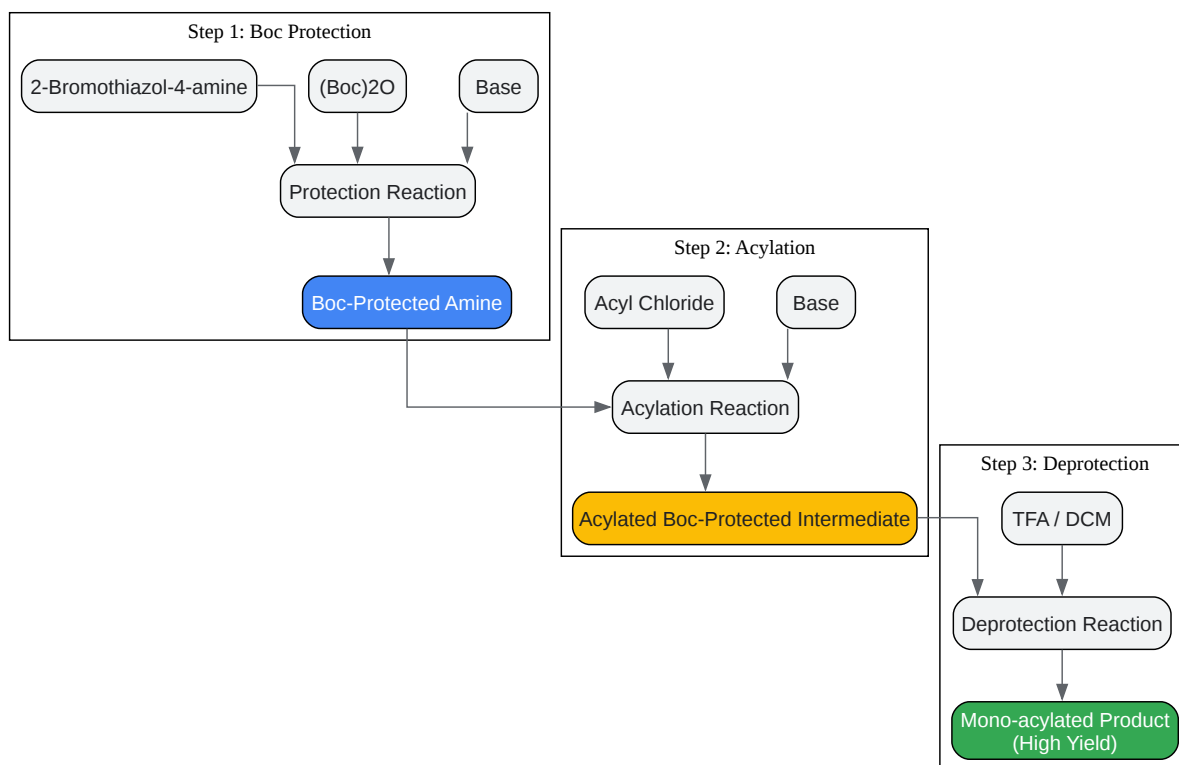 Step 1: Boc Protection
2-Bromothiazol-4-amine
(Boc)2O
Base
Protection Reaction
Boc-Protected Amine
Step 2: Acylation
Acyl Chloride
Base
Acylation Reaction
Acylated Boc-Protected Intermediate
Step 3: Deprotection
TFA / DCM
Deprotection Reaction
Mono-acylated Product
(High Yield)